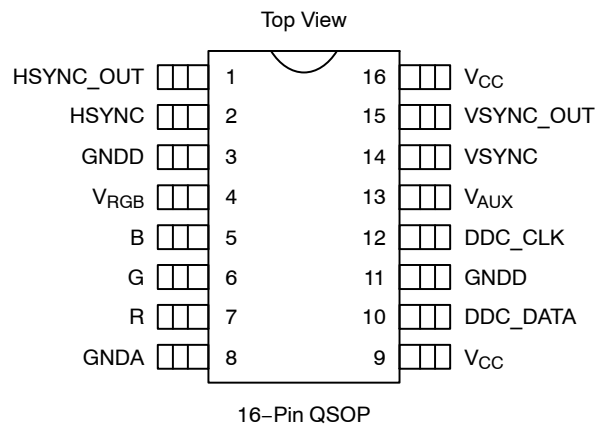 Top View
HSYNC_OUT 1 16 VCC
HSYNC 2 15 VSYNC_OUT
GNDD 3 14 VSYNC
VRGB 4 13 VAUX
B 5 12 DDC_CLK
G 6 11 GNDD
R 7 10 DDC_DATA
GNDA 8 9 VCC
16−Pin QSOP